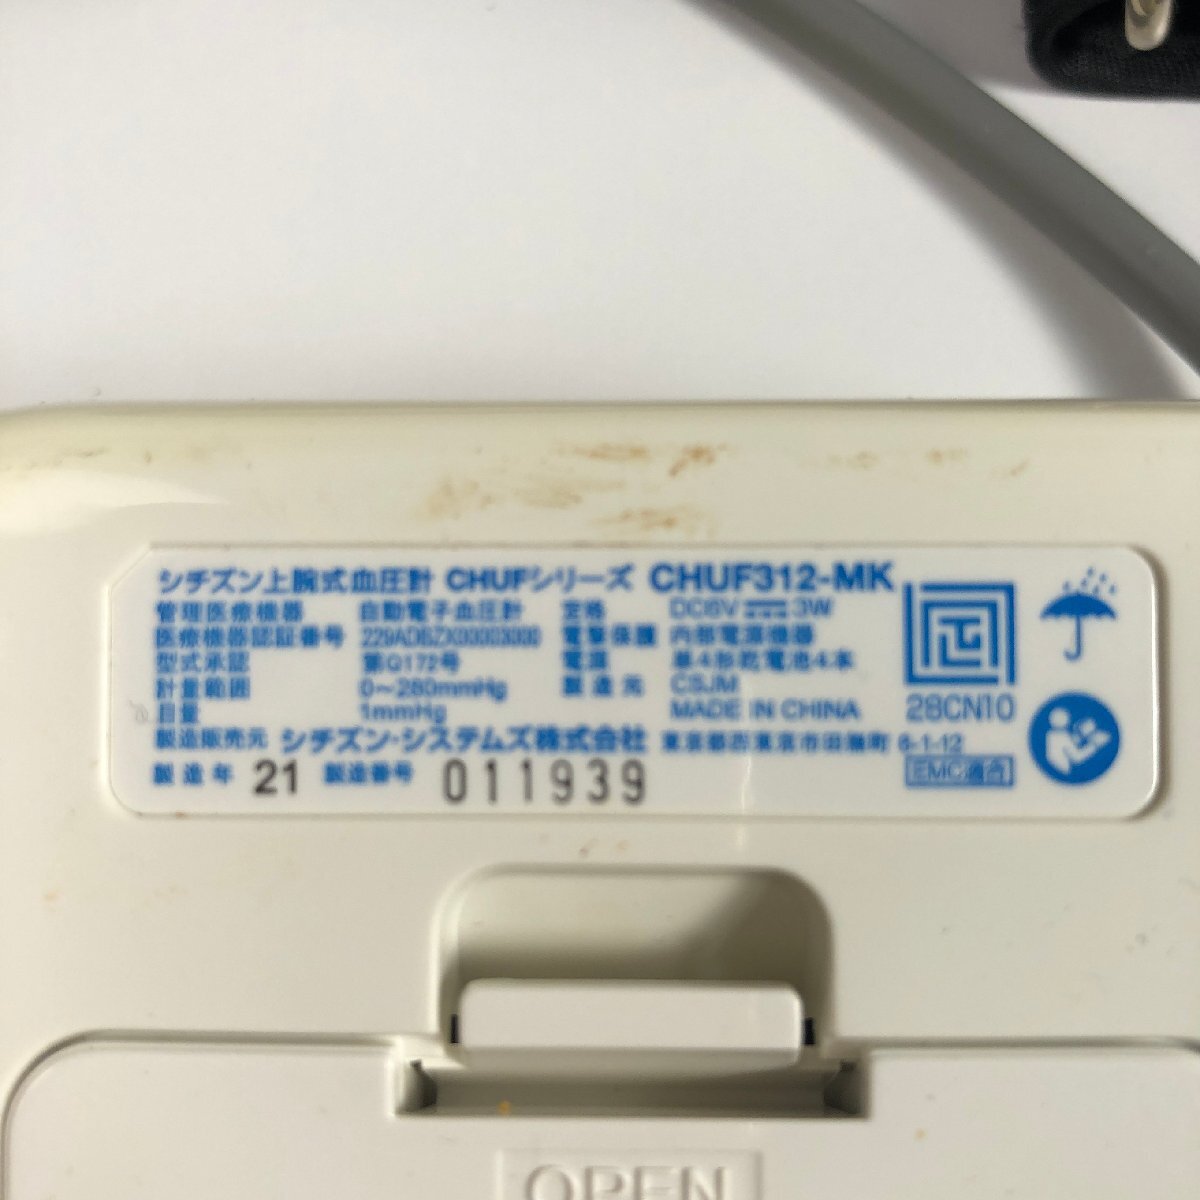 シチズン上腕式血圧計 CHUFシリーズ CHUF312-MK
管理医療機器 自動電子血圧計 定格 DC6V 3W
医療機器認証番号 電撃保護 内部電源機器
型式承認 第Q172号 電源 単4形乾電池4本
計量範囲 0～280mmHg 製造元 CSJM
目量 1mmHg MADE IN CHINA
28CN10
製造販売元 シチズン・システムズ株式会社 東京都西東京市田無町 6-1-12
製造年 21 製造番号 011939
EMC適合
OPEN